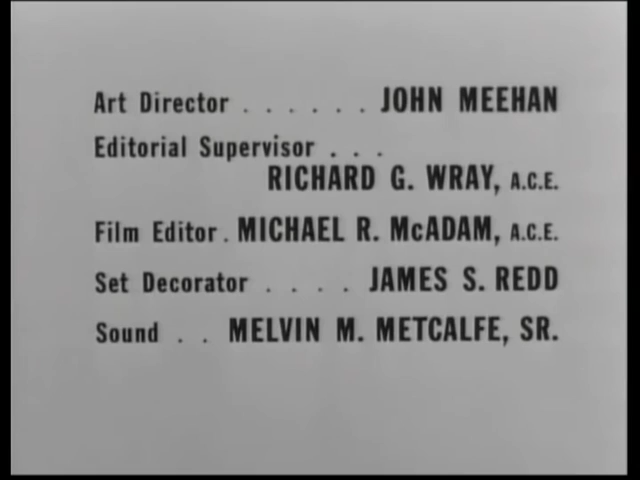 Art Director . . . . . . JOHN MEEHAN
Editorial Supervisor . . .
RICHARD G. WRAY, A.C.E.
Film Editor . MICHAEL R. McADAM, A.C.E.
Set Decorator . . . . JAMES S. REDD
Sound . . MELVIN M. METCALFE, SR.